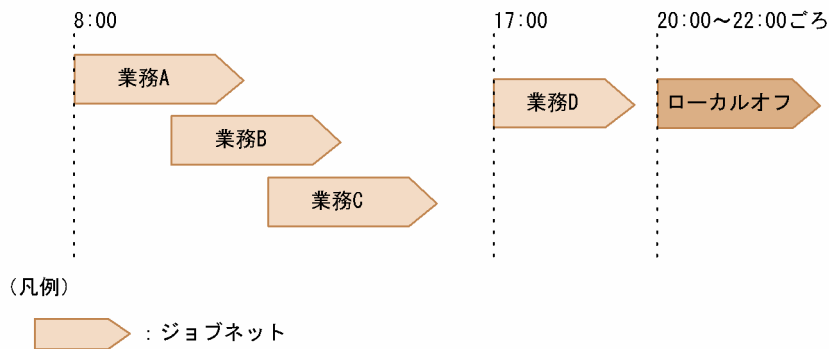 8:00 17:00 20:00～22:00ごろ
業務A 業務D ローカルオフ
業務B
業務C
(凡例)
：ジョブネット